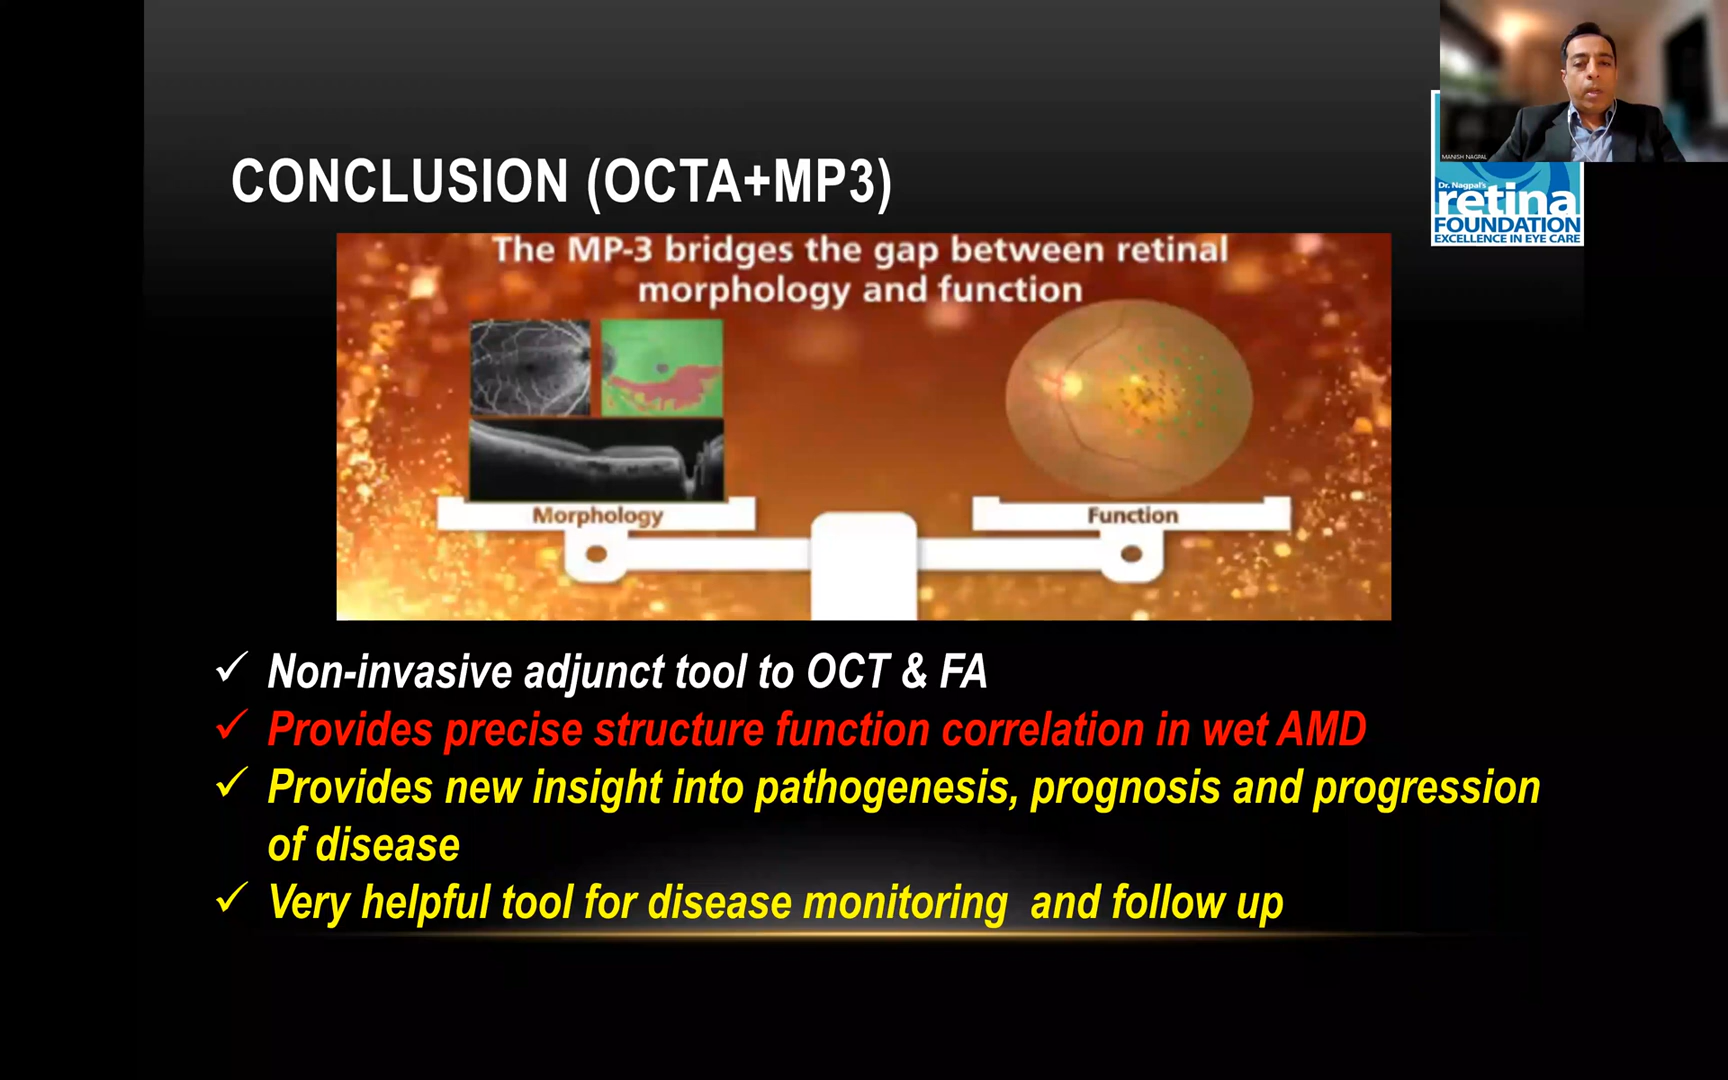 MANISH NAGPAL
Dr. Nagpal's
retina
FOUNDATION
EXCELLENCE IN EYE CARE
CONCLUSION (OCTA+MP3)
The MP-3 bridges the gap between retinal
morphology and function
Morphology
Function
✓ Non-invasive adjunct tool to OCT & FA
✓ Provides precise structure function correlation in wet AMD
✓ Provides new insight into pathogenesis, prognosis and progression
of disease
✓ Very helpful tool for disease monitoring and follow up